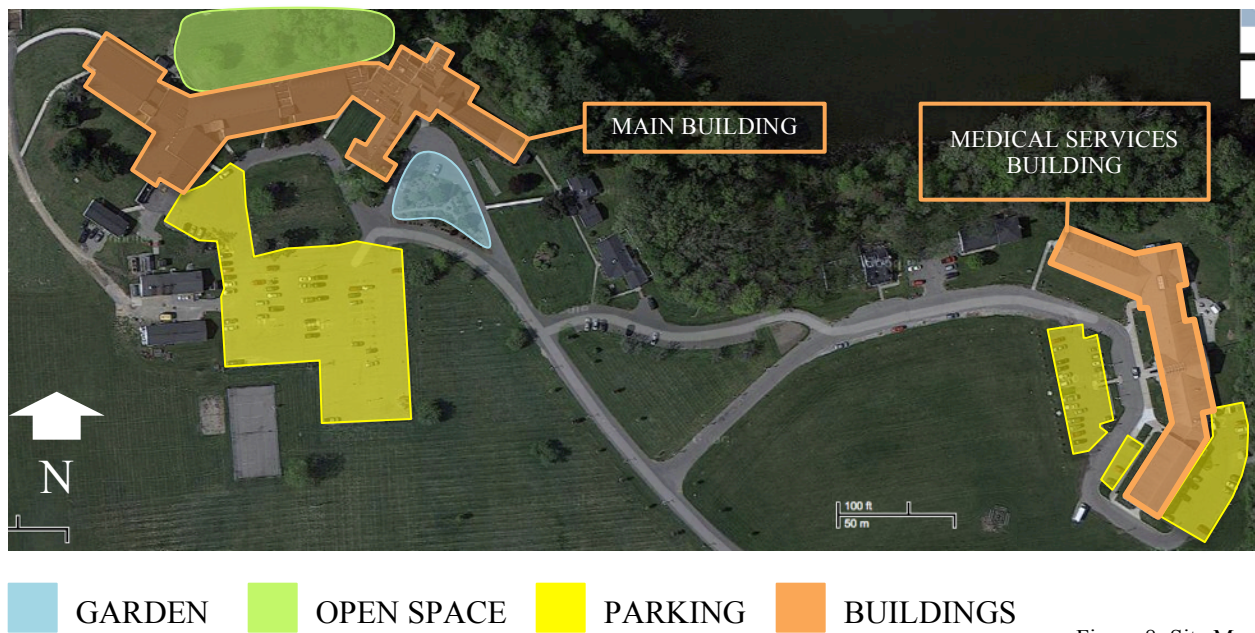 MAIN BUILDING
MEDICAL SERVICES
BUILDING
N
100 ft
50 m
GARDEN
OPEN SPACE
PARKING
BUILDINGS